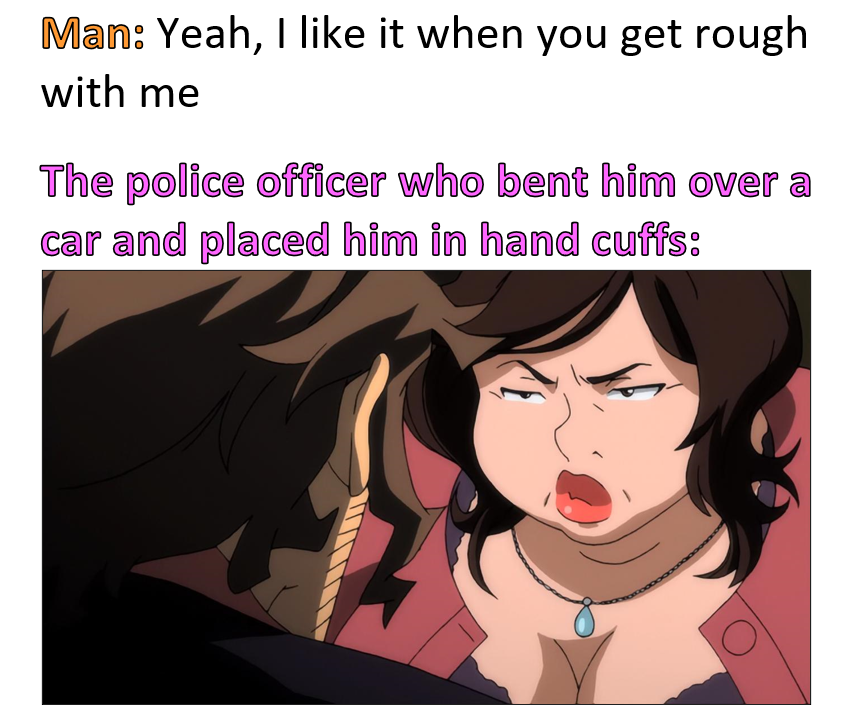 Man: Yeah, I like it when you get rough
with me
The police officer who bent him over a
car and placed him in hand cuffs: